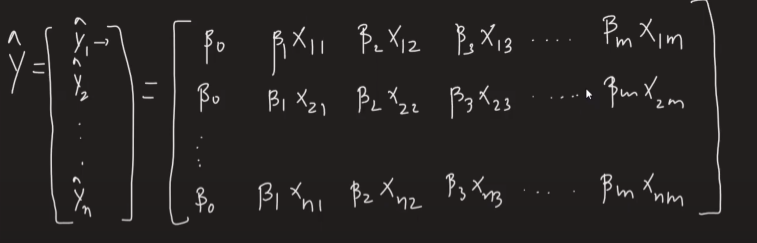 Ŷ = [ŷ₁→ = [β₀ β₁X₁₁ β₂X₁₂ β₃X₁₃ .... βₘX₁ₘ
ŷ₂ β₀ β₁X₂₁ β₂X₂₂ β₃X₂₃ ...... βₘX₂ₘ
⋮ ⋮
ŷₙ] β₀ β₁Xₙ₁ β₂Xₙ₂ β₃Xₙ₃ .... βₘXₙₘ]